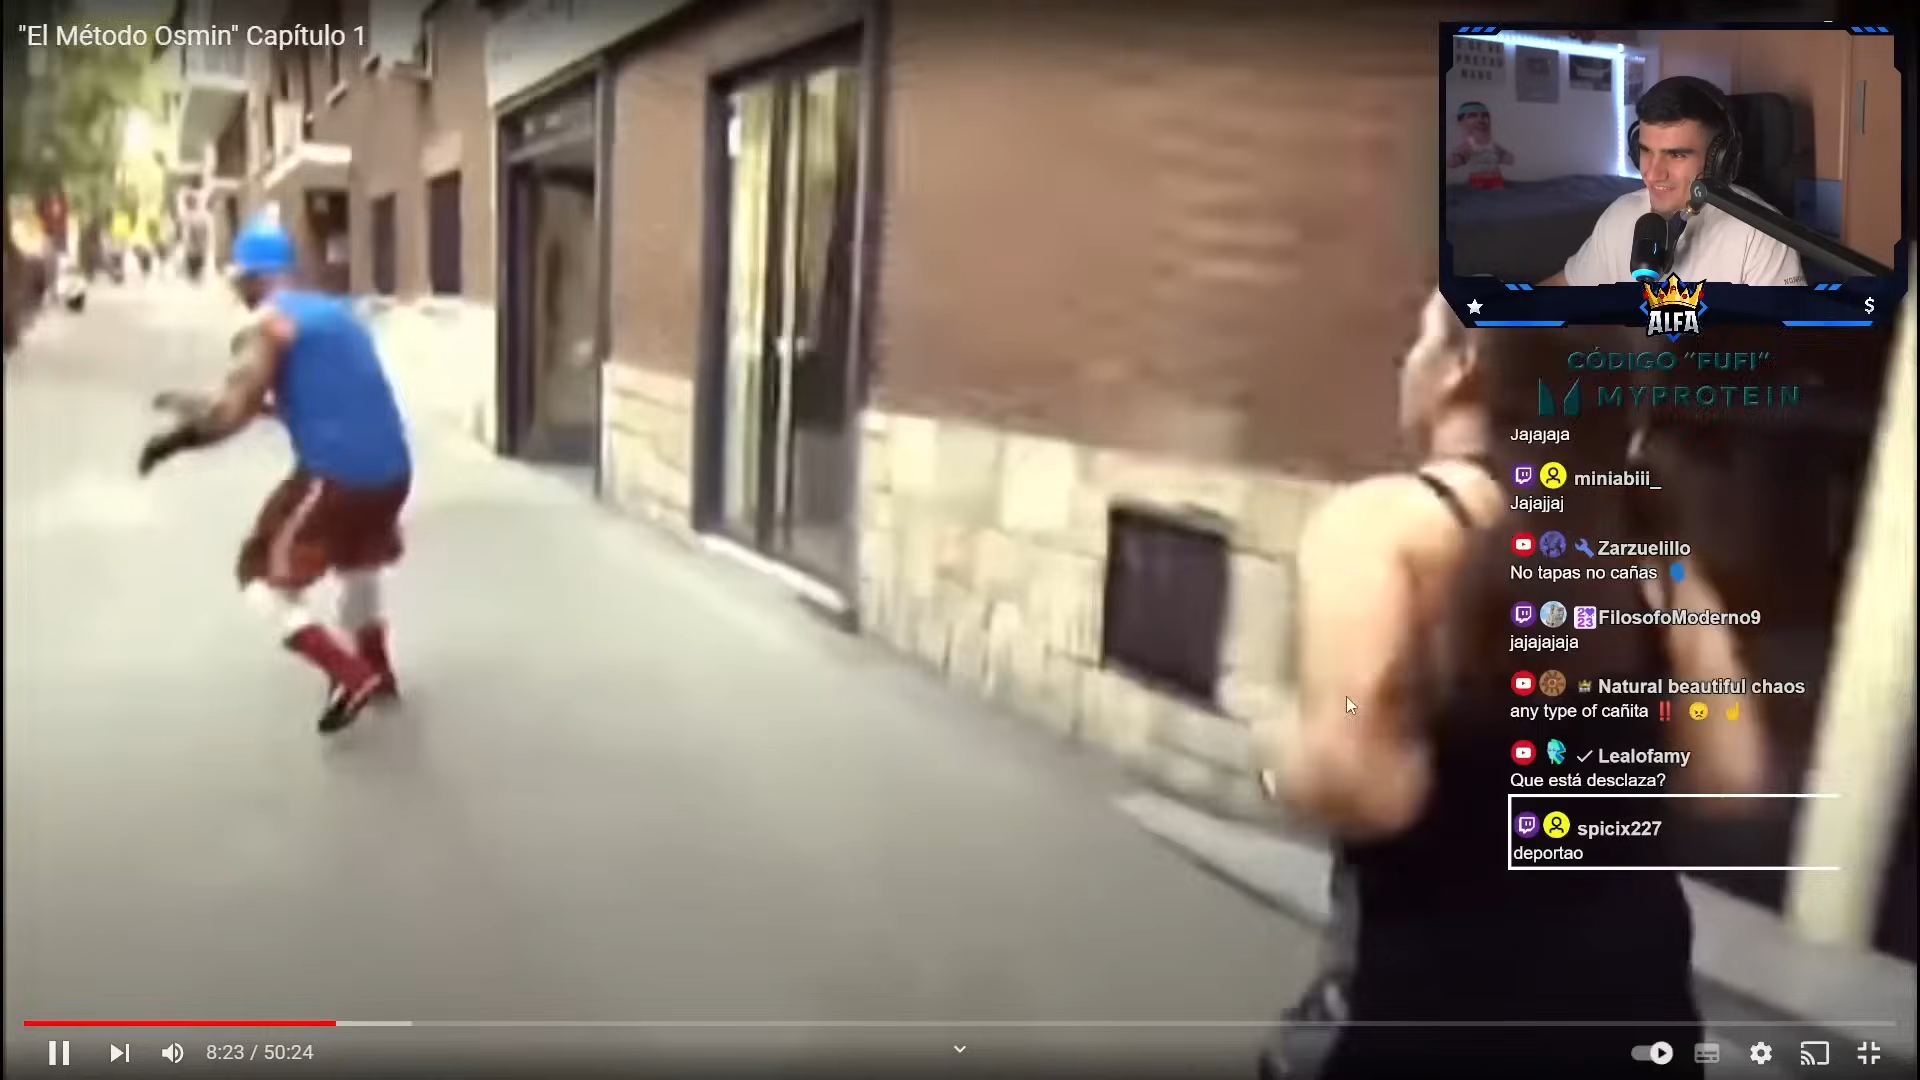 "El Método Osmin" Capítulo 1
ALFA
$
CÓDIGO "FUFI"
MYPROTEIN
Jajajaja
miniabiii_
Jajajjaj
Zarzuelillo
No tapas no cañas
FilosofoModerno9
jajajajaja
Natural beautiful chaos
any type of cañita ‼️ 😠 ☝️
Lealofamy
Que está desclaza?
spicix227
deportao
8:23 / 50:24